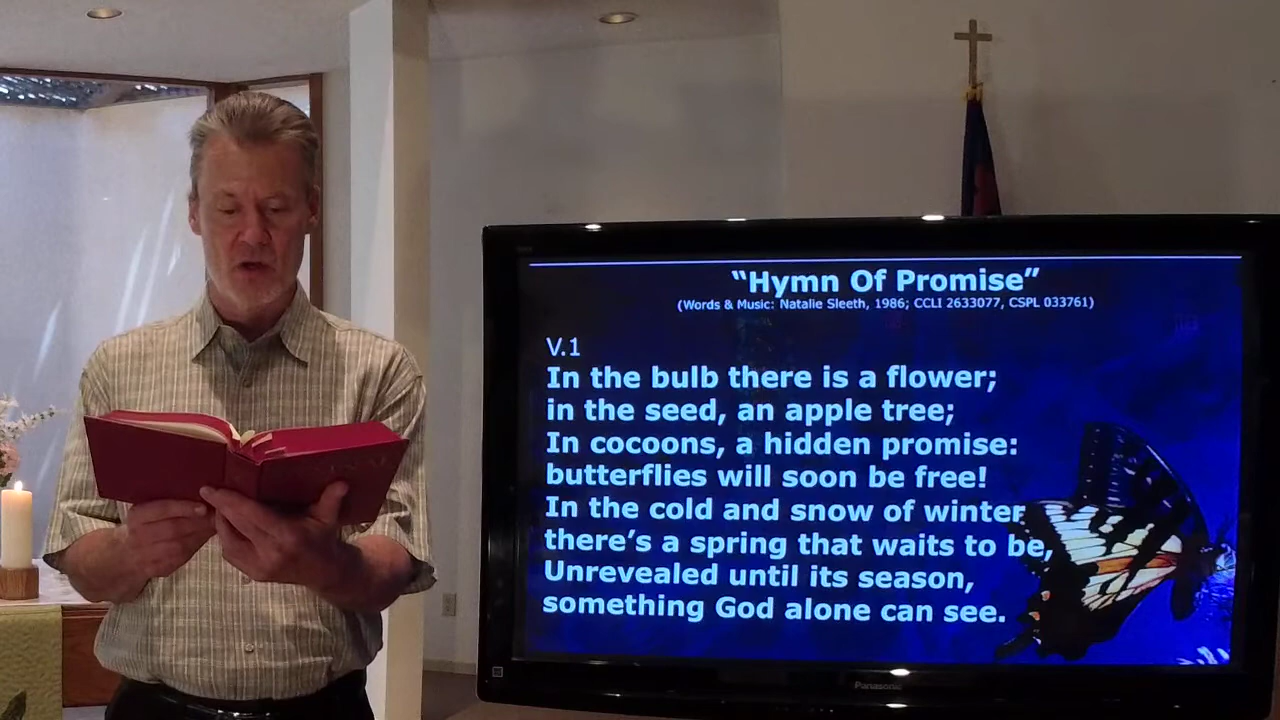 “Hymn Of Promise”
(Words & Music: Natalie Sleeth, 1986; CCLI 2633077, CSPL 033761)
V.1
In the bulb there is a flower;
in the seed, an apple tree;
In cocoons, a hidden promise:
butterflies will soon be free!
In the cold and snow of winter
there’s a spring that waits to be,
Unrevealed until its season,
something God alone can see.
Panasonic